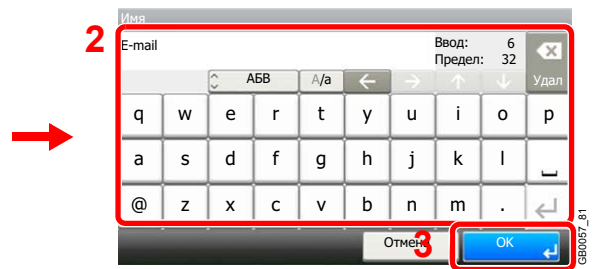 Имя
2
E-mail
Ввод: 6
Предел: 32
Удал
АБВ
A/a
q w e r t y u i o p
a s d f g h j k l
@ z x c v b n m .
Отмена
3
OK
GB0057_81